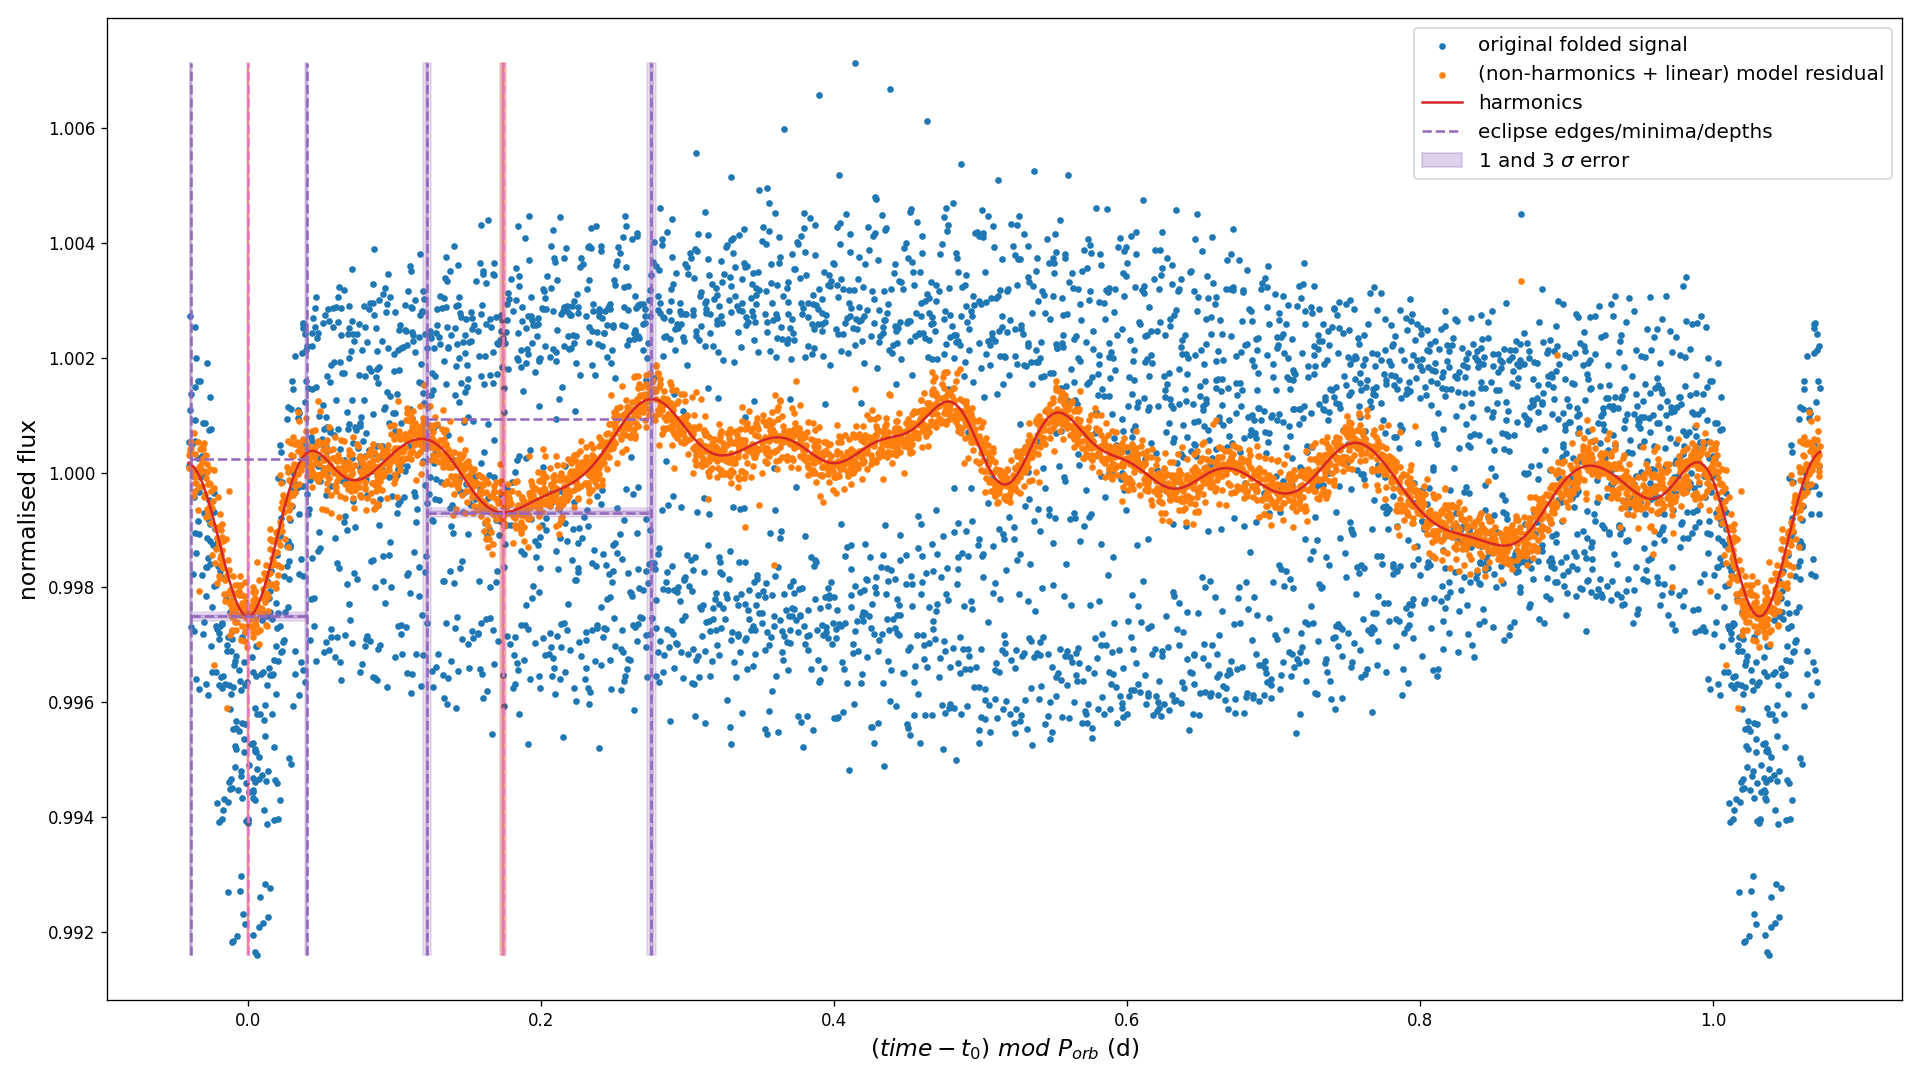 original folded signal
(non-harmonics + linear) model residual
harmonics
eclipse edges/minima/depths
1 and 3 σ error
normalised flux
1.006
1.004
1.002
1.000
0.998
0.996
0.994
0.992
0.0 0.2 0.4 0.6 0.8 1.0
(time − t₀) mod P_orb (d)